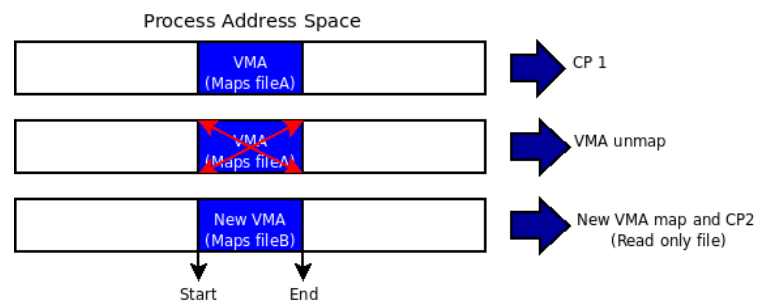 Process Address Space
VMA
(Maps fileA)
CP 1
VMA
(Maps fileA)
VMA unmap
New VMA
(Maps fileB)
New VMA map and CP2
(Read only file)
Start
End